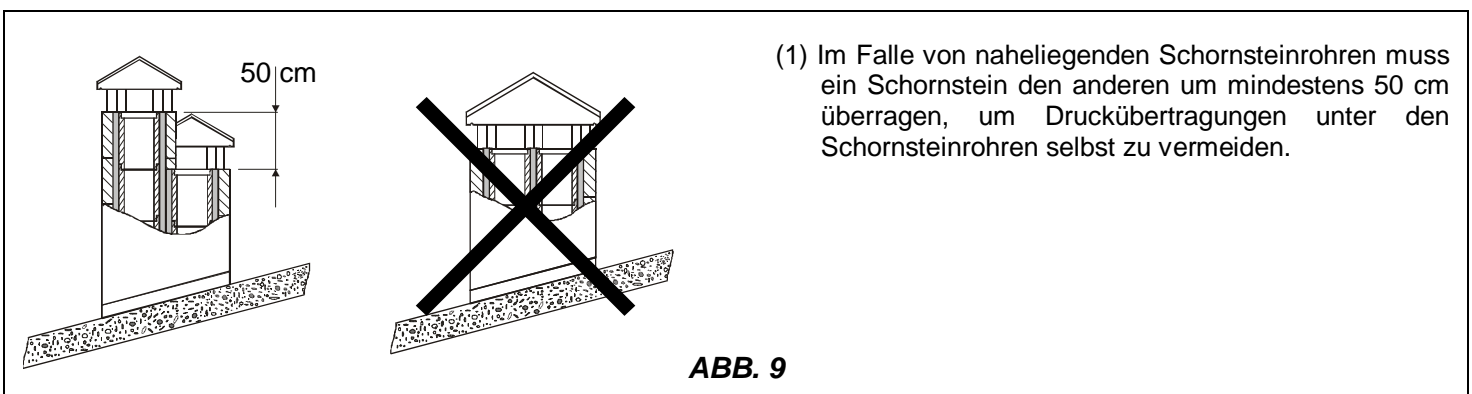 50 cm
(1) Im Falle von naheliegenden Schornsteinrohren muss
ein Schornstein den anderen um mindestens 50 cm
überragen, um Druckübertragungen unter den
Schornsteinrohren selbst zu vermeiden.
ABB. 9